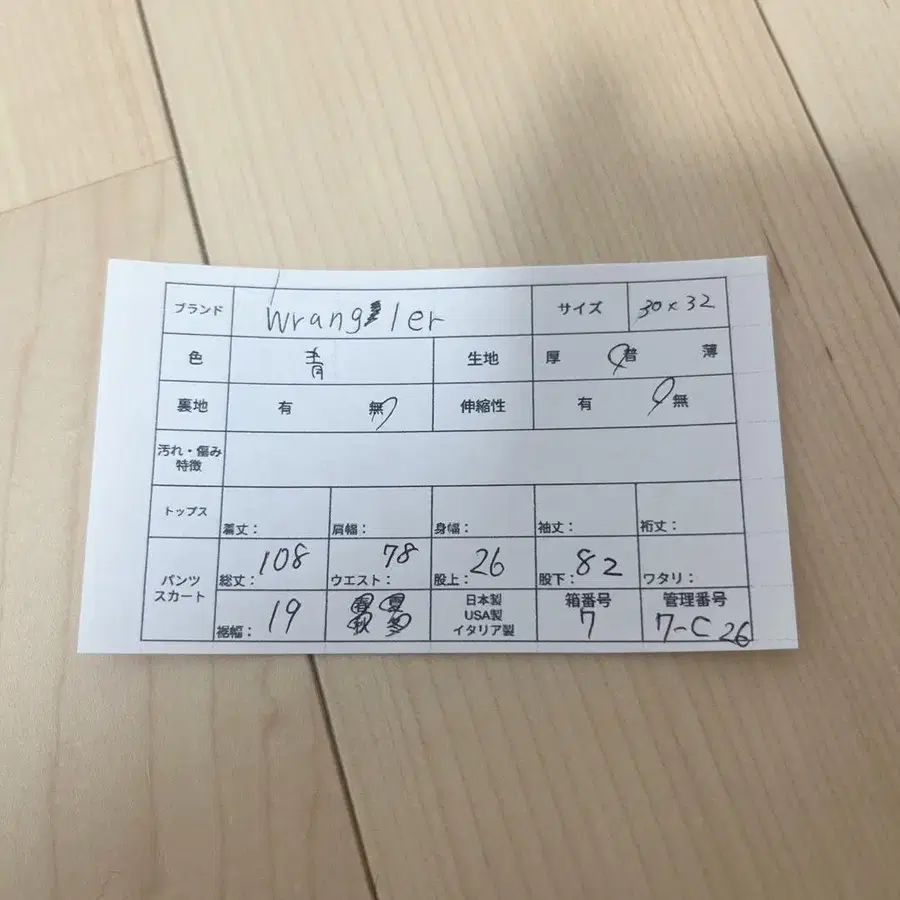 ブランド Wrangler サイズ 30×32
色 青 生地 厚 普 薄
裏地 有 無 伸縮性 有 無
汚れ・傷み
特徴
トップス 着丈： 肩幅： 身幅： 袖丈： 裄丈：
パンツ
スカート
総丈：108 ウエスト：78 股上：26 股下：82 ワタリ：
裾幅：19
春 夏
秋 冬
日本製
USA製
イタリア製
箱番号
7
管理番号
7-C 26